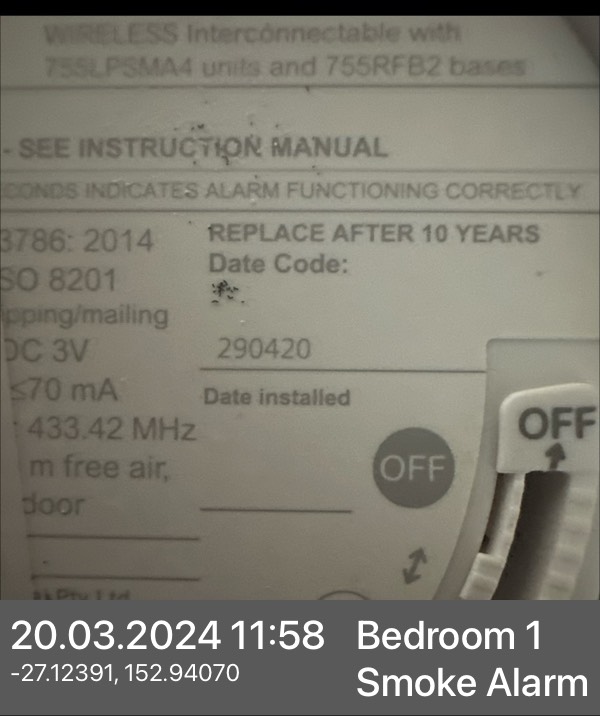 WIRELESS Interconnectable with
755LPSMA4 units and 755RFB2 bases
- SEE INSTRUCTION MANUAL
CONDS INDICATES ALARM FUNCTIONING CORRECTLY
3786: 2014
SO 8201
pping/mailing
DC 3V
≤70 mA
433.42 MHz
m free air,
door
Pty Ltd
REPLACE AFTER 10 YEARS
Date Code:
290420
Date installed
OFF
OFF
20.03.2024 11:58
-27.12391, 152.94070
Bedroom 1
Smoke Alarm